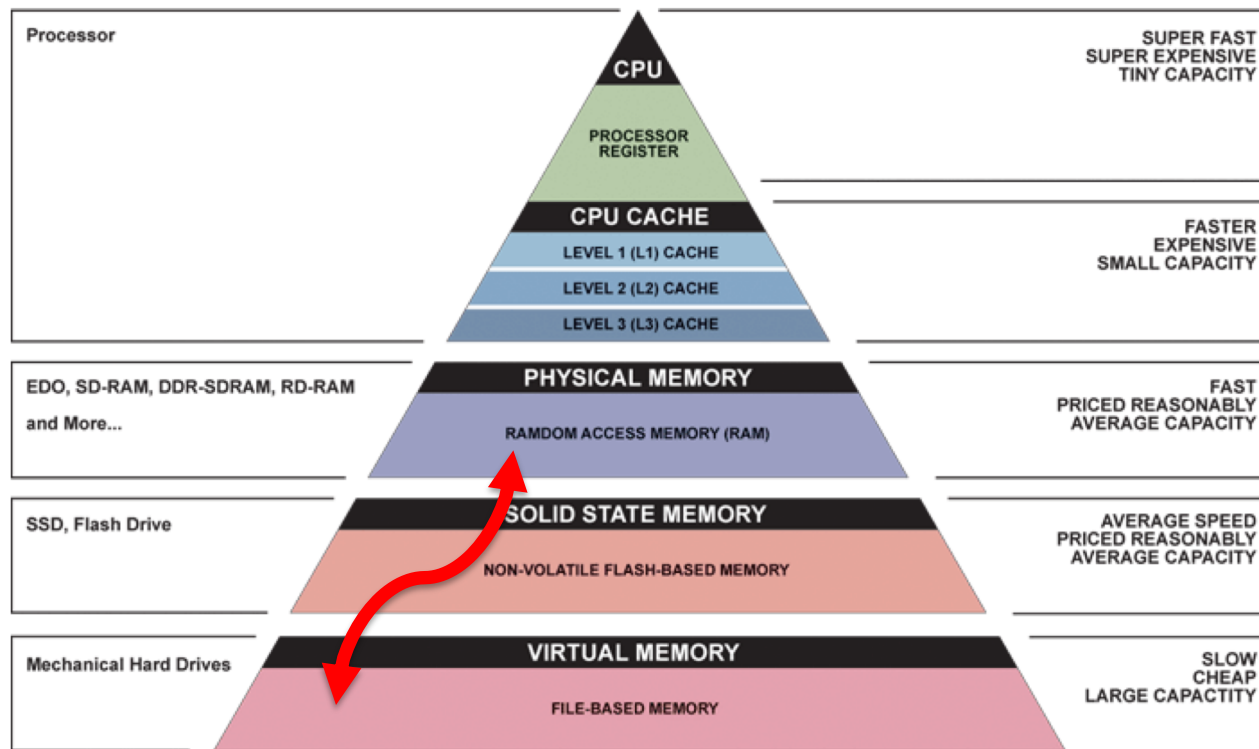 Processor
SUPER FAST
SUPER EXPENSIVE
TINY CAPACITY
CPU
PROCESSOR
REGISTER
CPU CACHE
LEVEL 1 (L1) CACHE
LEVEL 2 (L2) CACHE
LEVEL 3 (L3) CACHE
FASTER
EXPENSIVE
SMALL CAPACITY
EDO, SD-RAM, DDR-SDRAM, RD-RAM
and More...
PHYSICAL MEMORY
RAMDOM ACCESS MEMORY (RAM)
FAST
PRICED REASONABLY
AVERAGE CAPACITY
SSD, Flash Drive
SOLID STATE MEMORY
NON-VOLATILE FLASH-BASED MEMORY
AVERAGE SPEED
PRICED REASONABLY
AVERAGE CAPACITY
Mechanical Hard Drives
VIRTUAL MEMORY
FILE-BASED MEMORY
SLOW
CHEAP
LARGE CAPACTITY